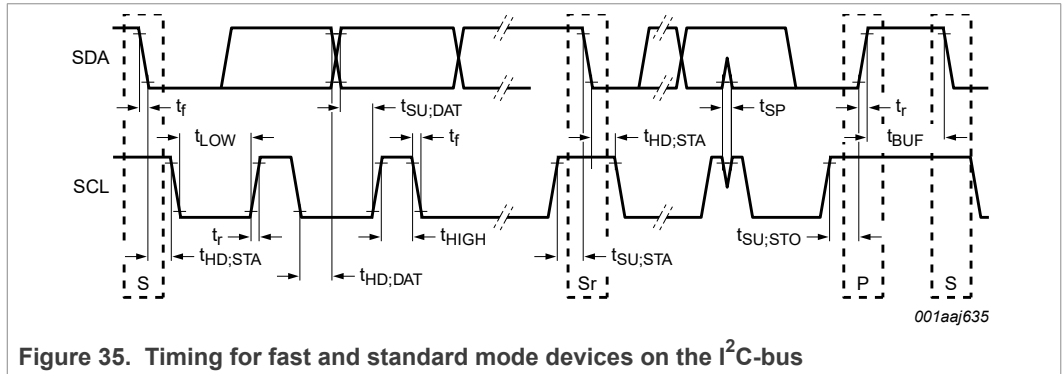 SDA
t_f
t_SU;DAT
t_SP
t_r
t_LOW
t_f
t_HD;STA
t_BUF
SCL
t_r
t_HIGH
t_SU;STO
t_HD;STA
t_SU;STA
t_HD;DAT
S
Sr
P
S
001aaj635
Figure 35. Timing for fast and standard mode devices on the I²C-bus